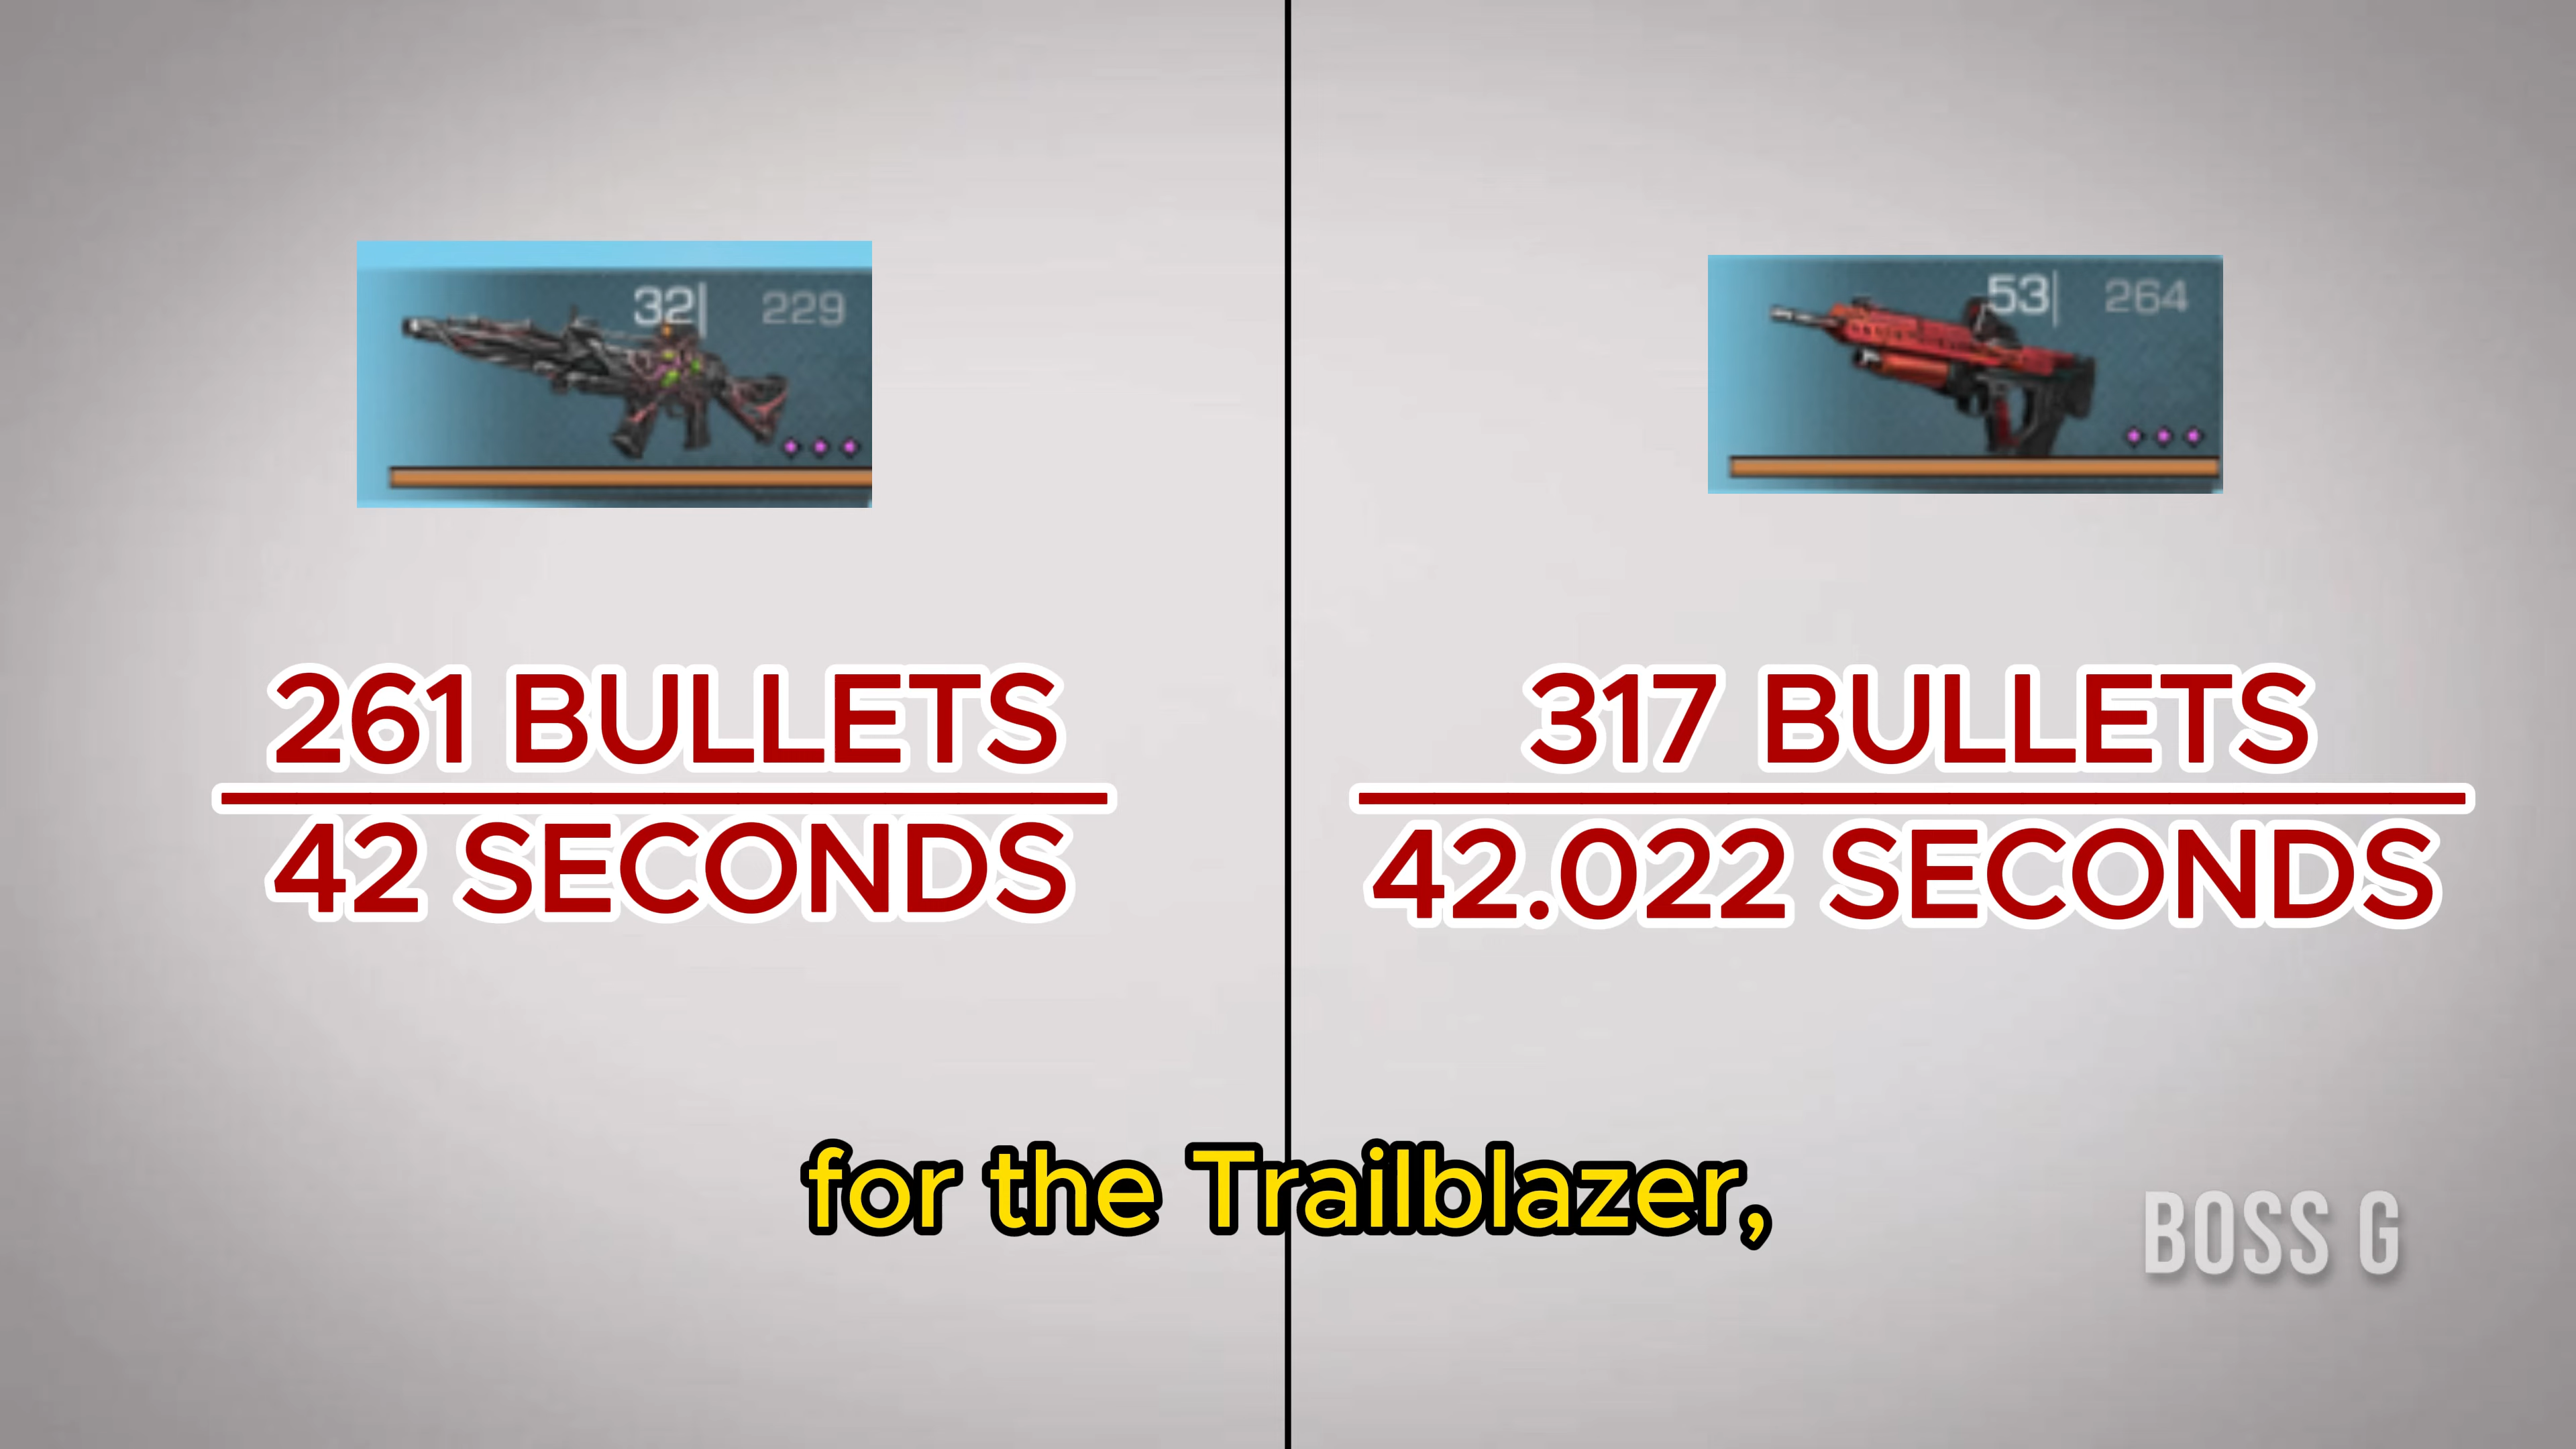 32| 229
53| 264
261 BULLETS
42 SECONDS
317 BULLETS
42.022 SECONDS
for the Trailblazer,
BOSS G